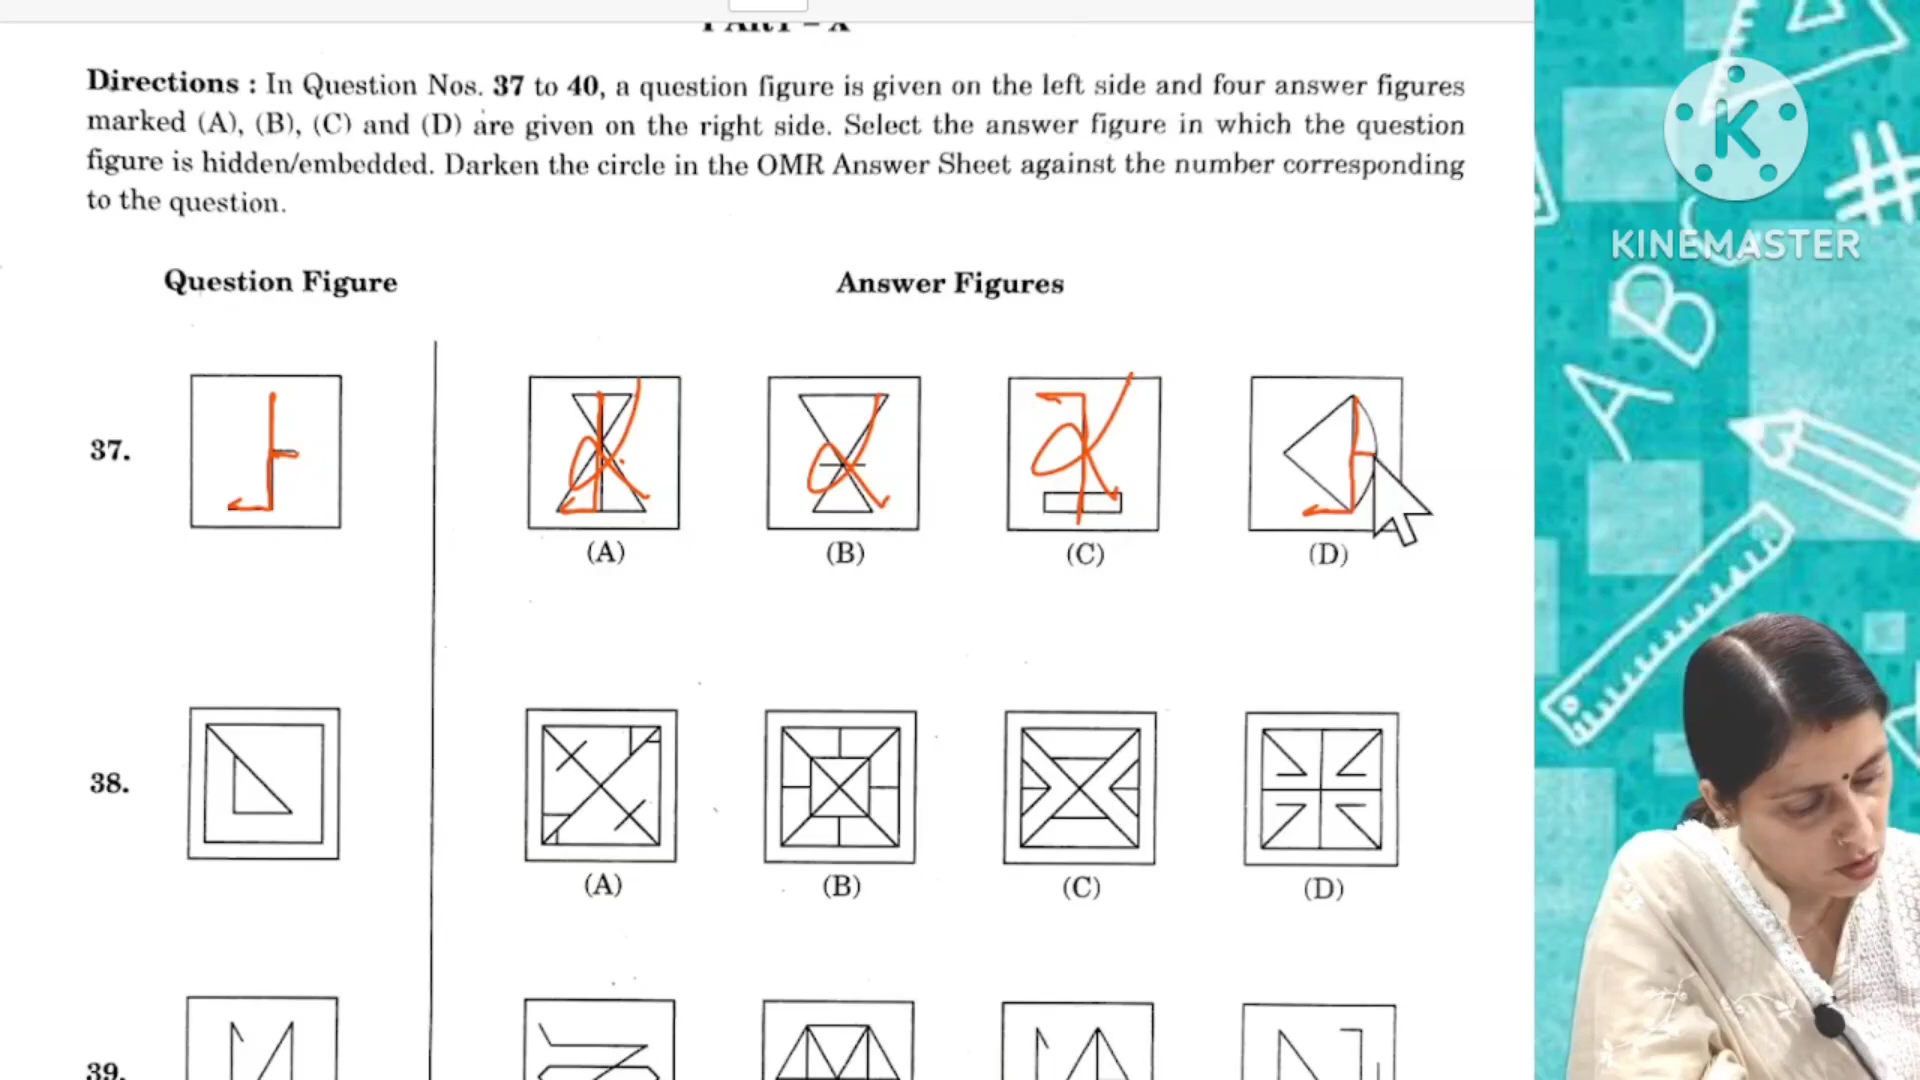 PART – X
Directions : In Question Nos. 37 to 40, a question figure is given on the left side and four answer figures
marked (A), (B), (C) and (D) are given on the right side. Select the answer figure in which the question
figure is hidden/embedded. Darken the circle in the OMR Answer Sheet against the number corresponding
to the question.
Question Figure
Answer Figures
37.
(A)
(B)
(C)
(D)
38.
(A)
(B)
(C)
(D)
39.
K
KINEMASTER
A B C
#